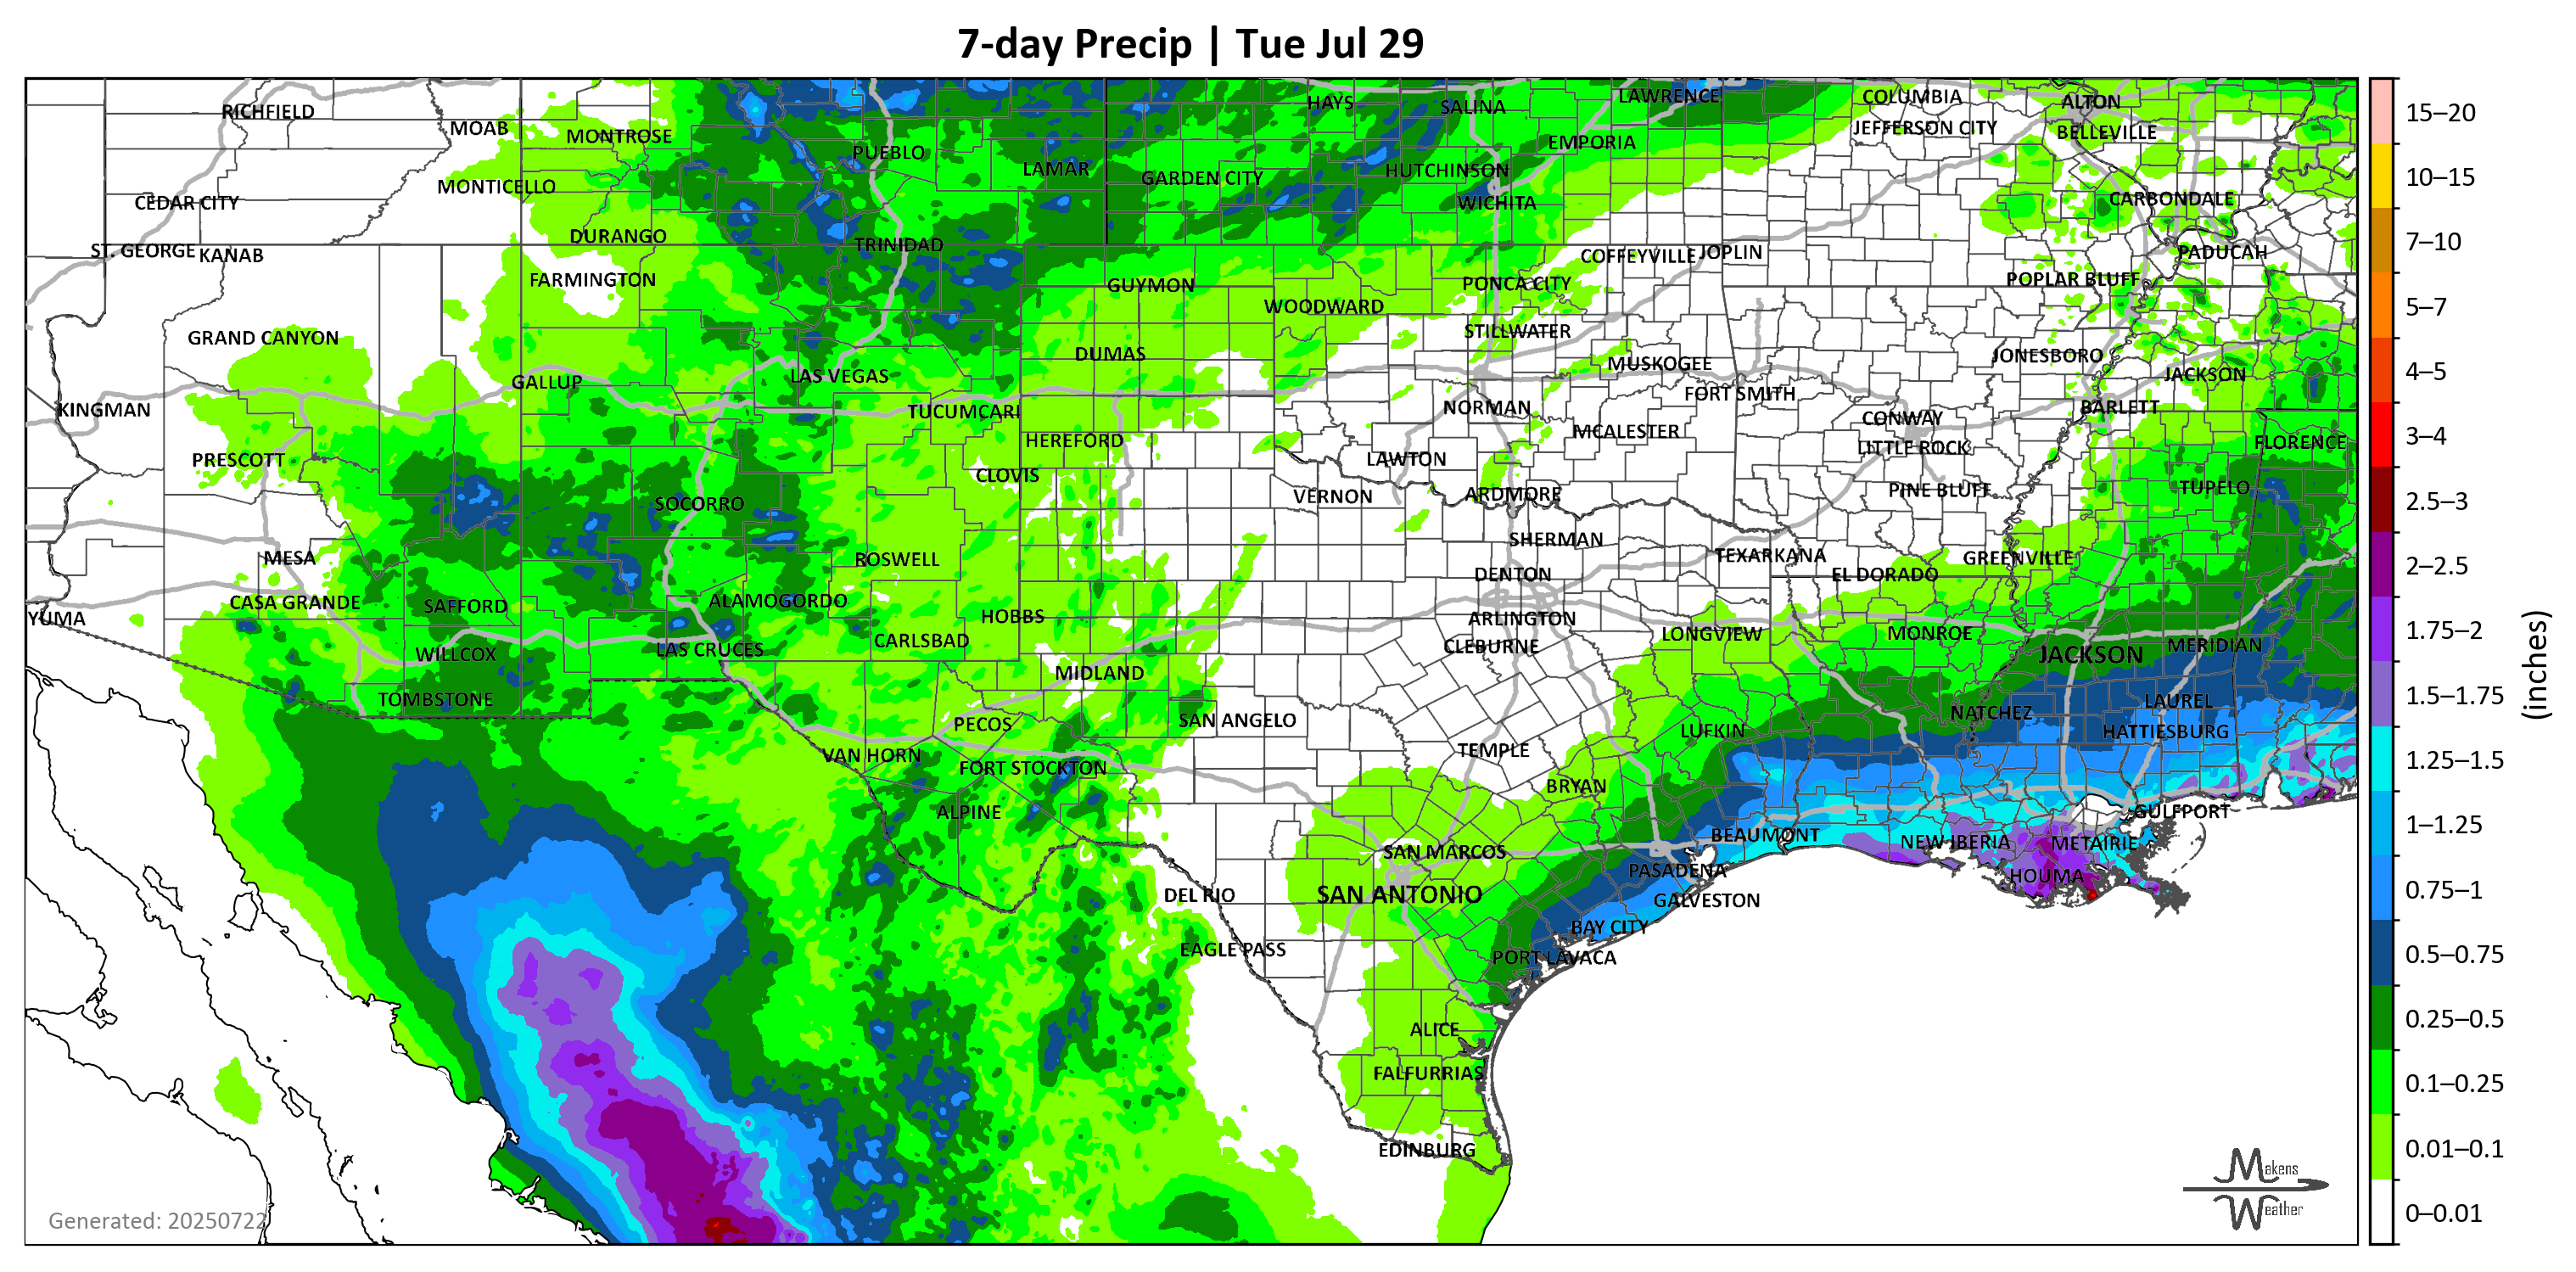 7-day Precip | Tue Jul 29
RICHFIELD
MOAB
MONTROSE
PUEBLO
LAMAR
HAYS
SALINA
LAWRENCE
COLUMBIA
ALTON
JEFFERSON CITY
BELLEVILLE
EMPORIA
GARDEN CITY
HUTCHINSON
MONTICELLO
CEDAR CITY
WICHITA
CARBONDALE
DURANGO
TRINIDAD
ST. GEORGE
KANAB
COFFEYVILLE
JOPLIN
PADUCAH
FARMINGTON
GUYMON
PONCA CITY
POPLAR BLUFF
WOODWARD
GRAND CANYON
STILLWATER
DUMAS
MUSKOGEE
JONESBORO
GALLUP
LAS VEGAS
FORT SMITH
JACKSON
KINGMAN
TUCUMCARI
NORMAN
CONWAY
BARLETT
HEREFORD
MCALESTER
LITTLE ROCK
FLORENCE
PRESCOTT
CLOVIS
LAWTON
SOCORRO
VERNON
ARDMORE
PINE BLUFF
TUPELO
MESA
ROSWELL
SHERMAN
TEXARKANA
GREENVILLE
DENTON
EL DORADO
CASA GRANDE
SAFFORD
ALAMOGORDO
HOBBS
ARLINGTON
YUMA
CARLSBAD
CLEBURNE
LONGVIEW
MONROE
MERIDIAN
WILLCOX
LAS CRUCES
JACKSON
MIDLAND
TOMBSTONE
PECOS
SAN ANGELO
NATCHEZ
LAUREL
LUFKIN
HATTIESBURG
VAN HORN
FORT STOCKTON
TEMPLE
BRYAN
ALPINE
GULFPORT
BEAUMONT
NEW IBERIA
METAIRIE
SAN MARCOS
PASADENA
HOUMA
DEL RIO
SAN ANTONIO
GALVESTON
BAY CITY
EAGLE PASS
PORT LAVACA
ALICE
FALFURRIAS
EDINBURG
Generated: 20250722
Makens
Weather
15–20
10–15
7–10
5–7
4–5
3–4
2.5–3
2–2.5
1.75–2
1.5–1.75
1.25–1.5
1–1.25
0.75–1
0.5–0.75
0.25–0.5
0.1–0.25
0.01–0.1
0–0.01
(inches)